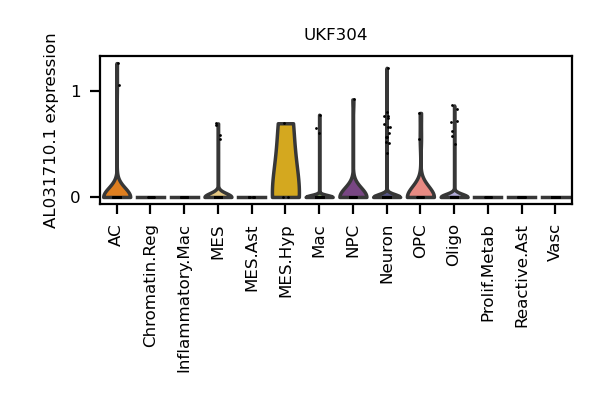 UKF304
AL031710.1 expression
1
0
AC
Chromatin.Reg
Inflammatory.Mac
MES
MES.Ast
MES.Hyp
Mac
NPC
Neuron
OPC
Oligo
Prolif.Metab
Reactive.Ast
Vasc